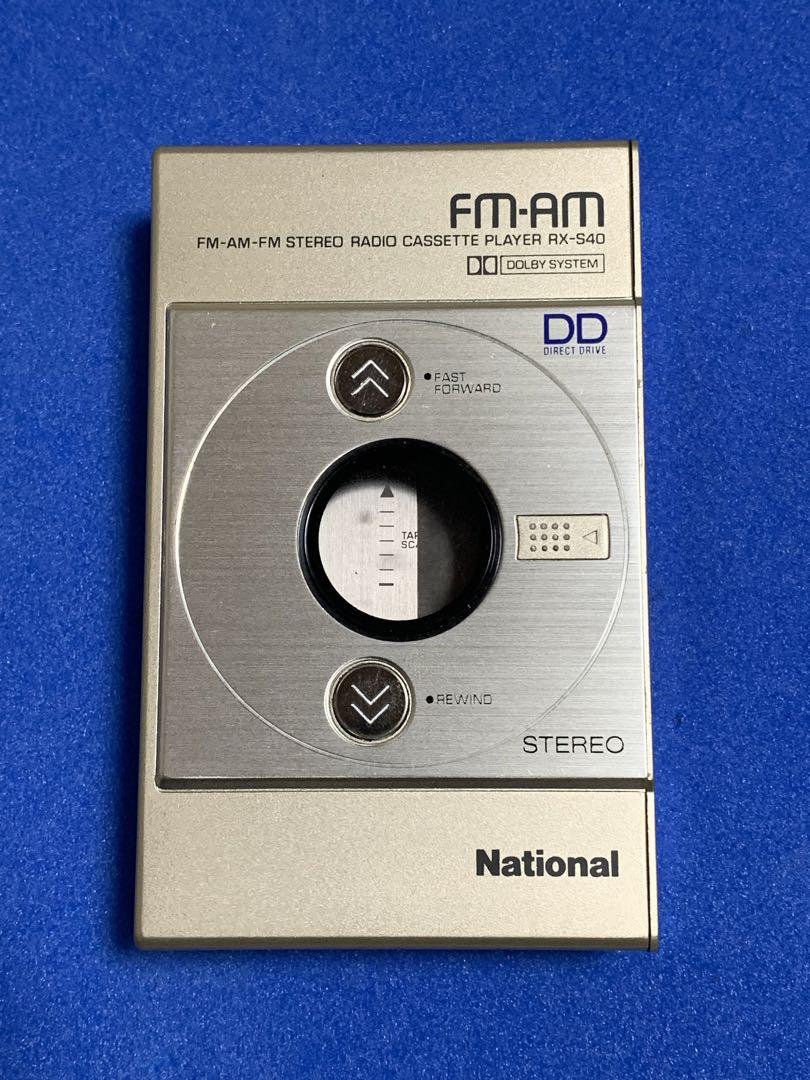 FM-AM
FM-AM-FM STEREO RADIO CASSETTE PLAYER RX-S40
DOLBY SYSTEM
DD
DIRECT DRIVE
FAST
FORWARD
REWIND
STEREO
National